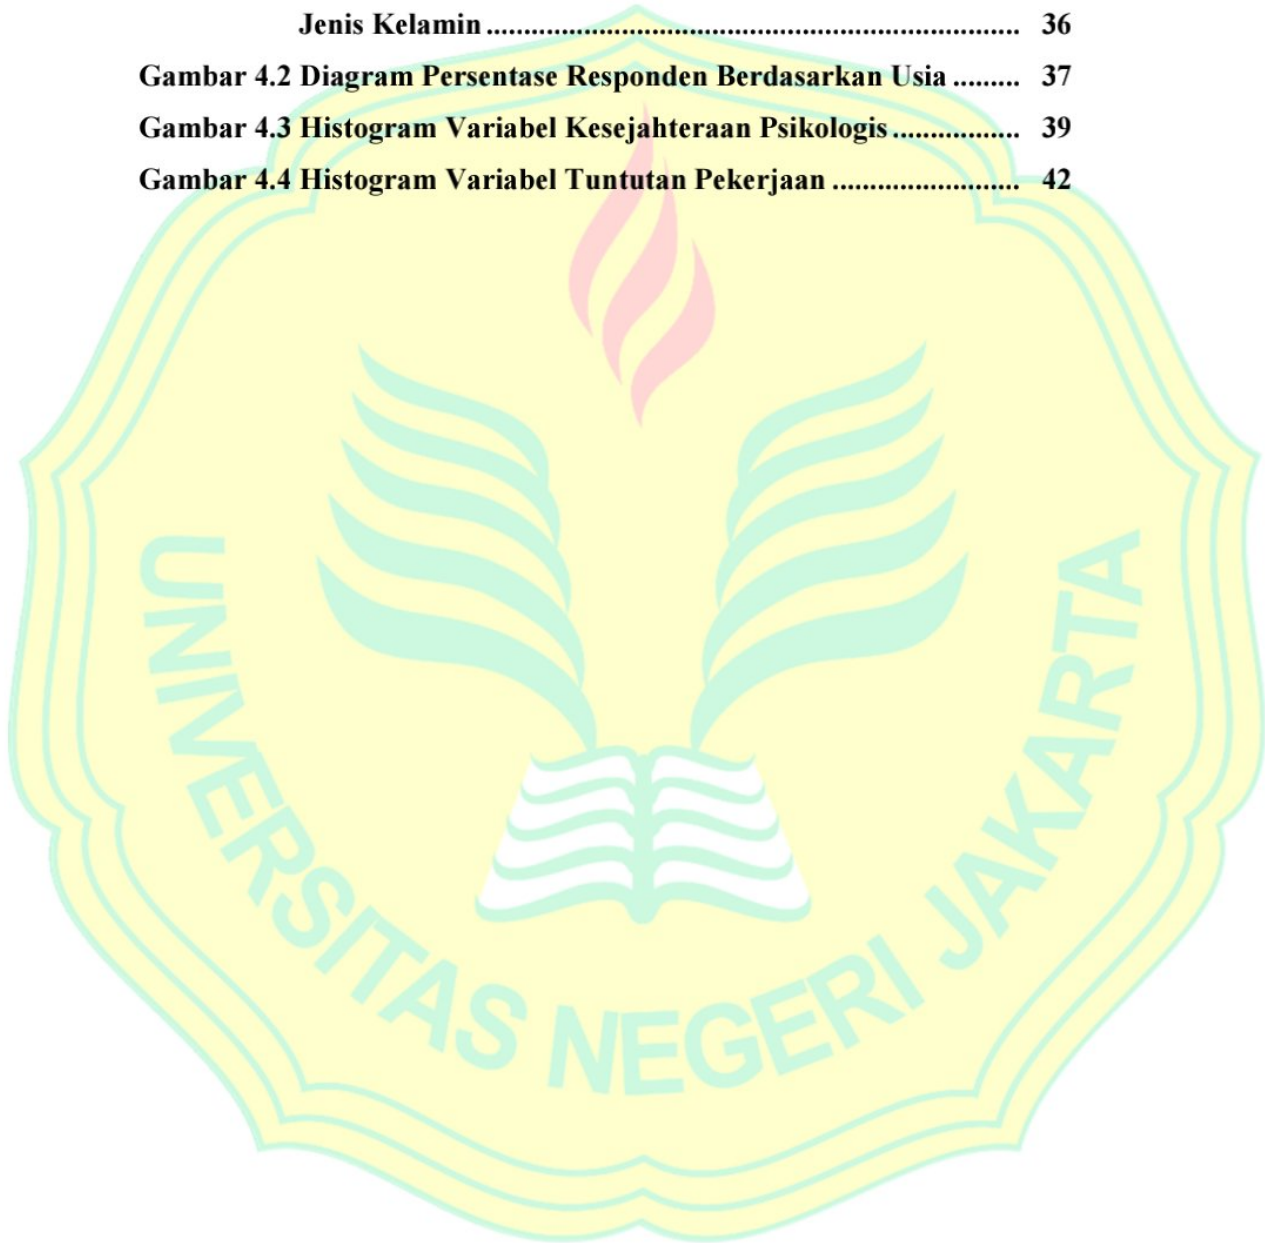 Jenis Kelamin ........................................................................ 36
Gambar 4.2 Diagram Persentase Responden Berdasarkan Usia ......... 37
Gambar 4.3 Histogram Variabel Kesejahteraan Psikologis ................. 39
Gambar 4.4 Histogram Variabel Tuntutan Pekerjaan ......................... 42
UNIVERSITAS NEGERI JAKARTA